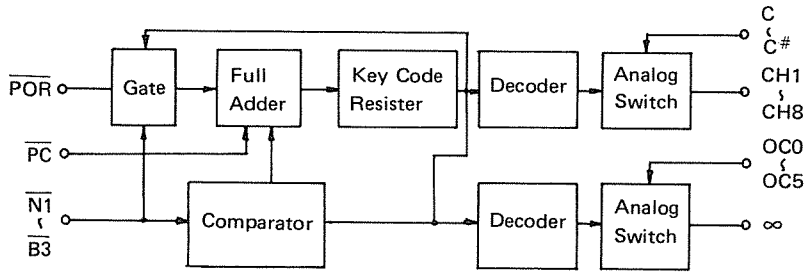 C
~
C#
POR
Gate
Full
Adder
Key Code
Resister
Decoder
Analog
Switch
CH1
~
CH8
PC
OC0
~
OC5
N1
~
B3
Comparator
Decoder
Analog
Switch
∞